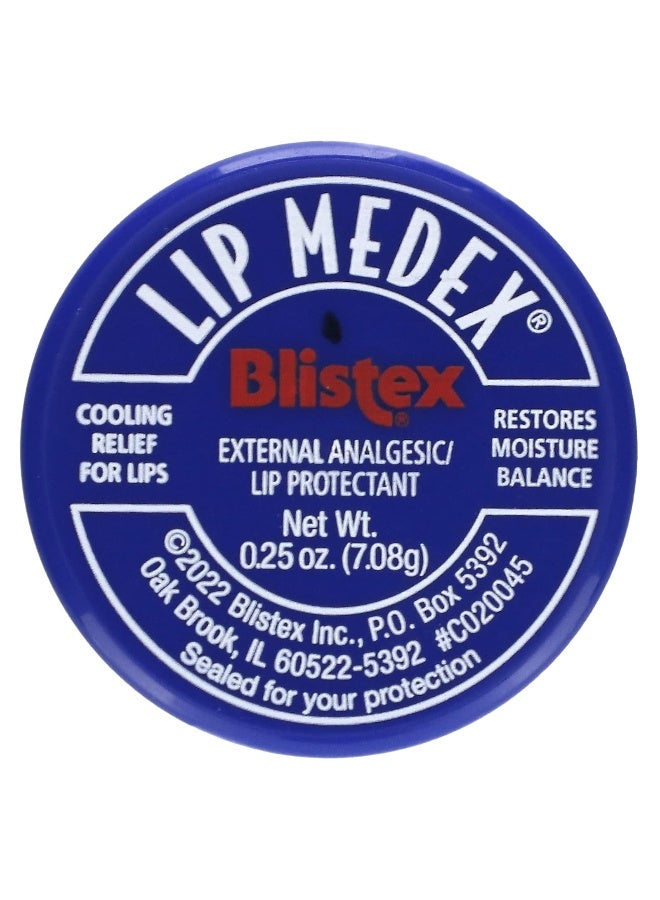 LIP MEDEX®
Blistex®
COOLING
RELIEF
FOR LIPS
EXTERNAL ANALGESIC/
LIP PROTECTANT
RESTORES
MOISTURE
BALANCE
Net Wt.
0.25 oz. (7.08g)
©2022 Blistex Inc., P.O. Box 5392
Oak Brook, IL 60522-5392 #C020045
Sealed for your protection